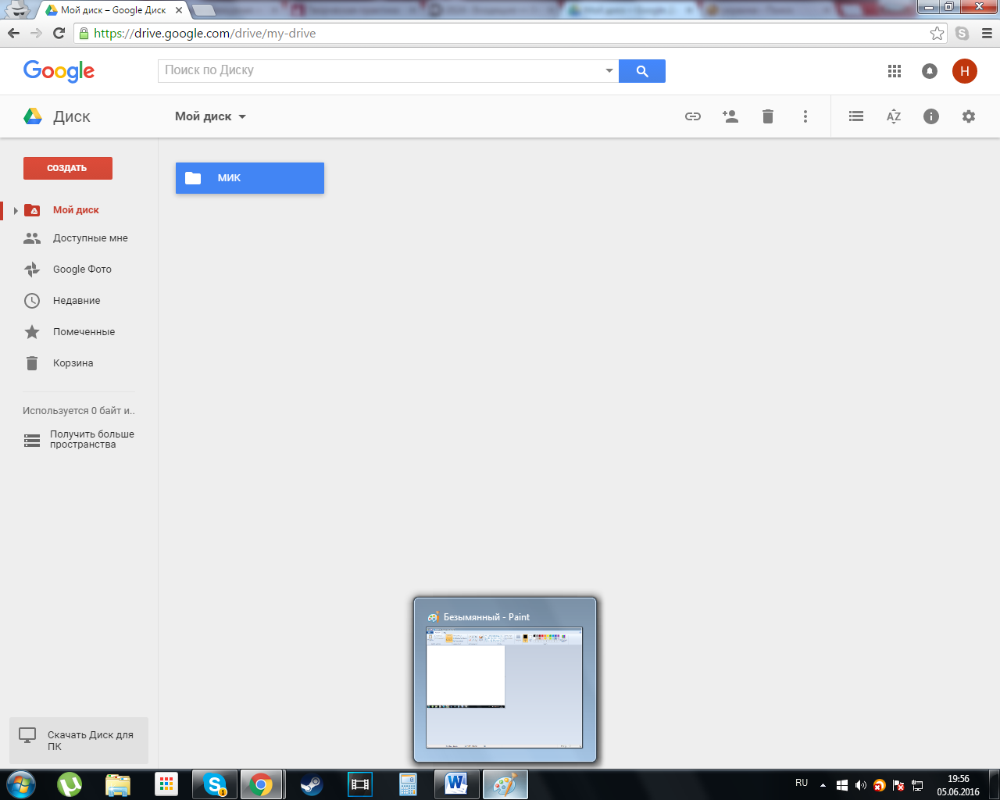 Мой диск – Google Диск
https://drive.google.com/drive/my-drive
Google
Поиск по Диску
H
Диск
Мой диск
AZ
СОЗДАТЬ
МИК
Мой диск
Доступные мне
Google Фото
Недавние
Помеченные
Корзина
Используется 0 байт и..
Получить больше
пространства
Безымянный - Paint
Скачать Диск для
ПК
RU
19:56
05.06.2016